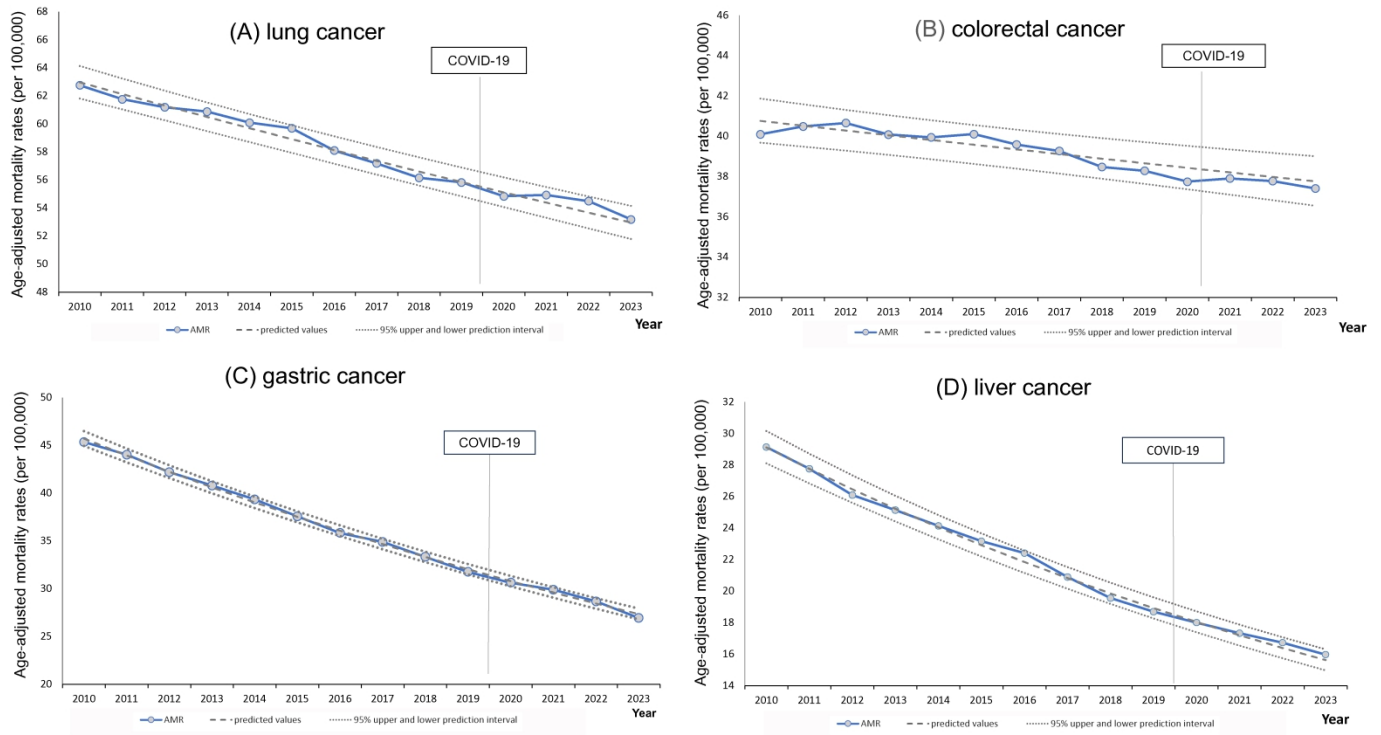 (A) lung cancer
Age-adjusted mortality rates (per 100,000)
68
66
64
62
60
58
56
54
52
50
48
COVID-19
2010 2011 2012 2013 2014 2015 2016 2017 2018 2019 2020 2021 2022 2023
Year
AMR predicted values 95% upper and lower prediction interval
(B) colorectal cancer
Age-adjusted mortality rates (per 100,000)
46
44
42
40
38
36
34
32
COVID-19
2010 2011 2012 2013 2014 2015 2016 2017 2018 2019 2020 2021 2022 2023
Year
AMR predicted values 95% upper and lower prediction interval
(C) gastric cancer
Age-adjusted mortality rates (per 100,000)
50
45
40
35
30
25
20
COVID-19
2010 2011 2012 2013 2014 2015 2016 2017 2018 2019 2020 2021 2022 2023
Year
AMR predicted values 95% upper and lower prediction interval
(D) liver cancer
Age-adjusted mortality rates (per 100,000)
32
30
28
26
24
22
20
18
16
14
COVID-19
2010 2011 2012 2013 2014 2015 2016 2017 2018 2019 2020 2021 2022 2023
Year
AMR predicted values 95% upper and lower prediction interval